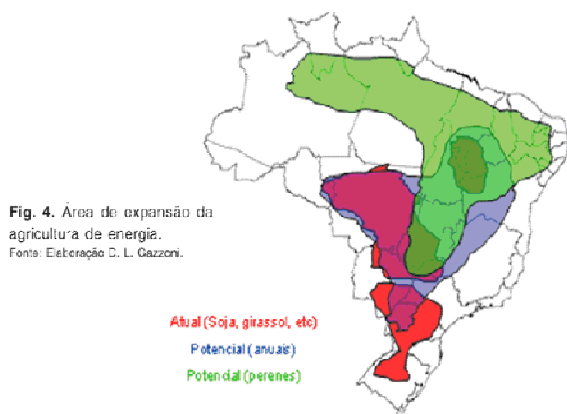 Fig. 4. Área de expansão da
agricultura de energia.
Fonte: Elaboração D. L. Gazzoni.
Atual (Soja, girassol, etc)
Potencial (anuais)
Potencial (perenes)